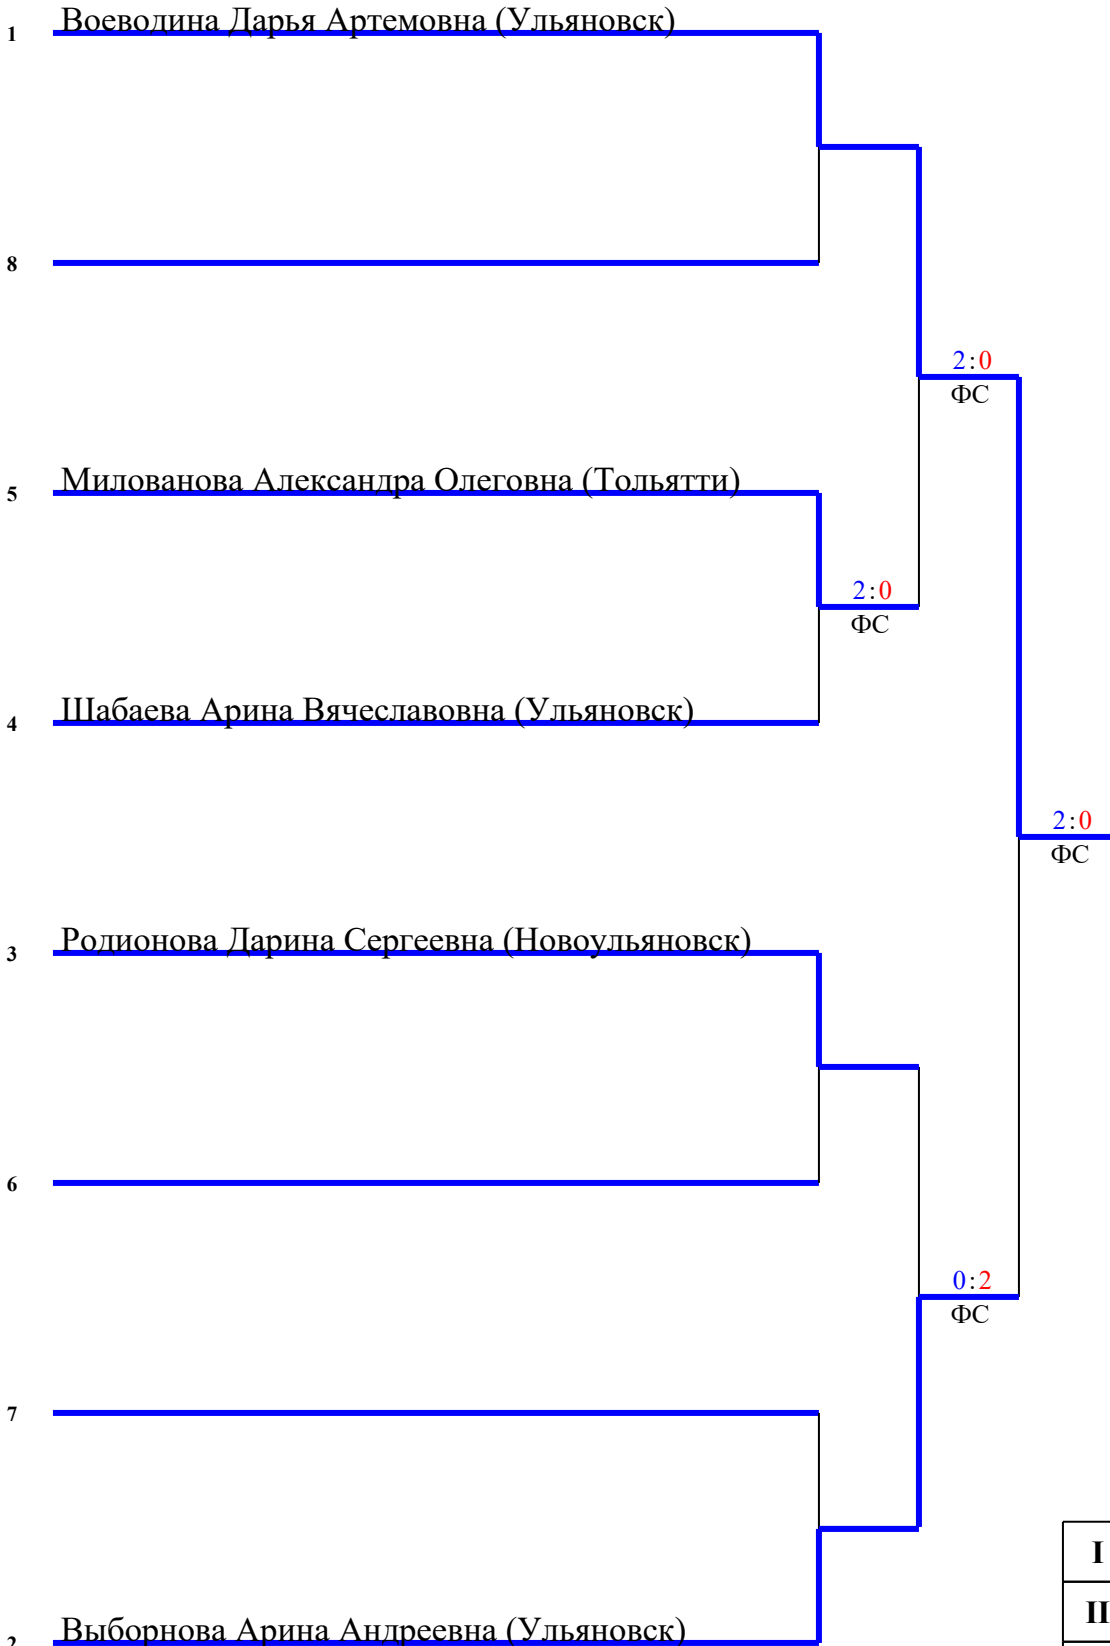 1 Воеводина Дарья Артемовна (Ульяновск)
8
2:0
ФС
5 Милованова Александра Олеговна (Тольятти)
2:0
ФС
4 Шабаева Арина Вячеславовна (Ульяновск)
2:0
ФС
3 Родионова Дарина Сергеевна (Новоульяновск)
6
0:2
ФС
7
I
II
2 Выборнова Арина Андреевна (Ульяновск)